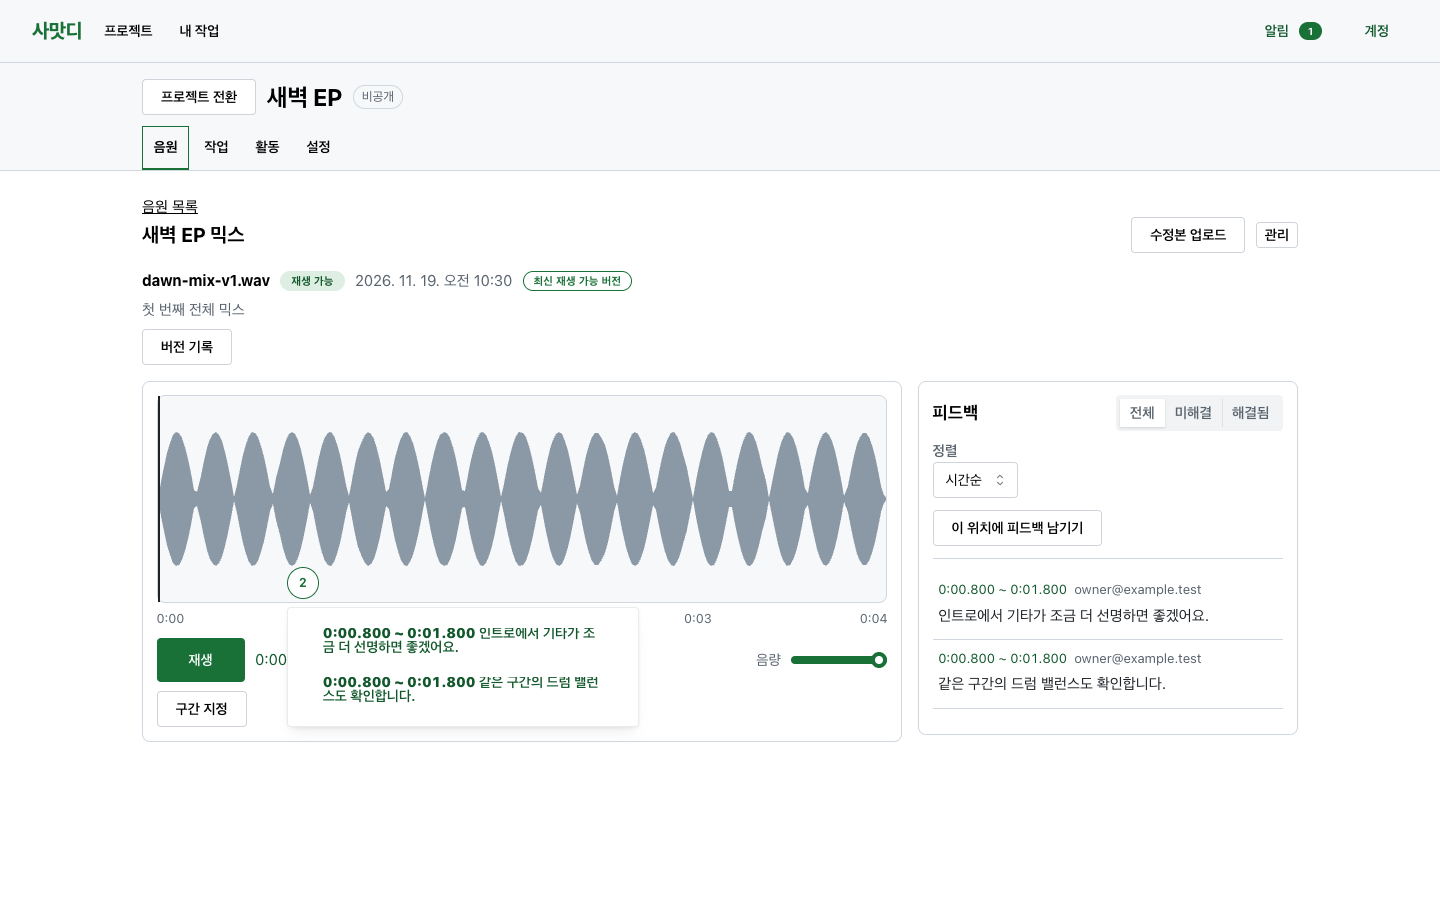 사맛디
프로젝트
내 작업
알림
1
계정
프로젝트 전환
새벽 EP
비공개
음원
작업
활동
설정
음원 목록
새벽 EP 믹스
수정본 업로드
관리
dawn-mix-v1.wav
재생 가능
2026. 11. 19. 오전 10:30
최신 재생 가능 버전
첫 번째 전체 믹스
버전 기록
2
0:00
0:03
0:04
0:00.800 ~ 0:01.800 인트로에서 기타가 조
금 더 선명하면 좋겠어요.
0:00.800 ~ 0:01.800 같은 구간의 드럼 밸런
스도 확인합니다.
재생
0:00
음량
구간 지정
피드백
전체
미해결
해결됨
정렬
시간순
이 위치에 피드백 남기기
0:00.800 ~ 0:01.800 owner@example.test
인트로에서 기타가 조금 더 선명하면 좋겠어요.
0:00.800 ~ 0:01.800 owner@example.test
같은 구간의 드럼 밸런스도 확인합니다.